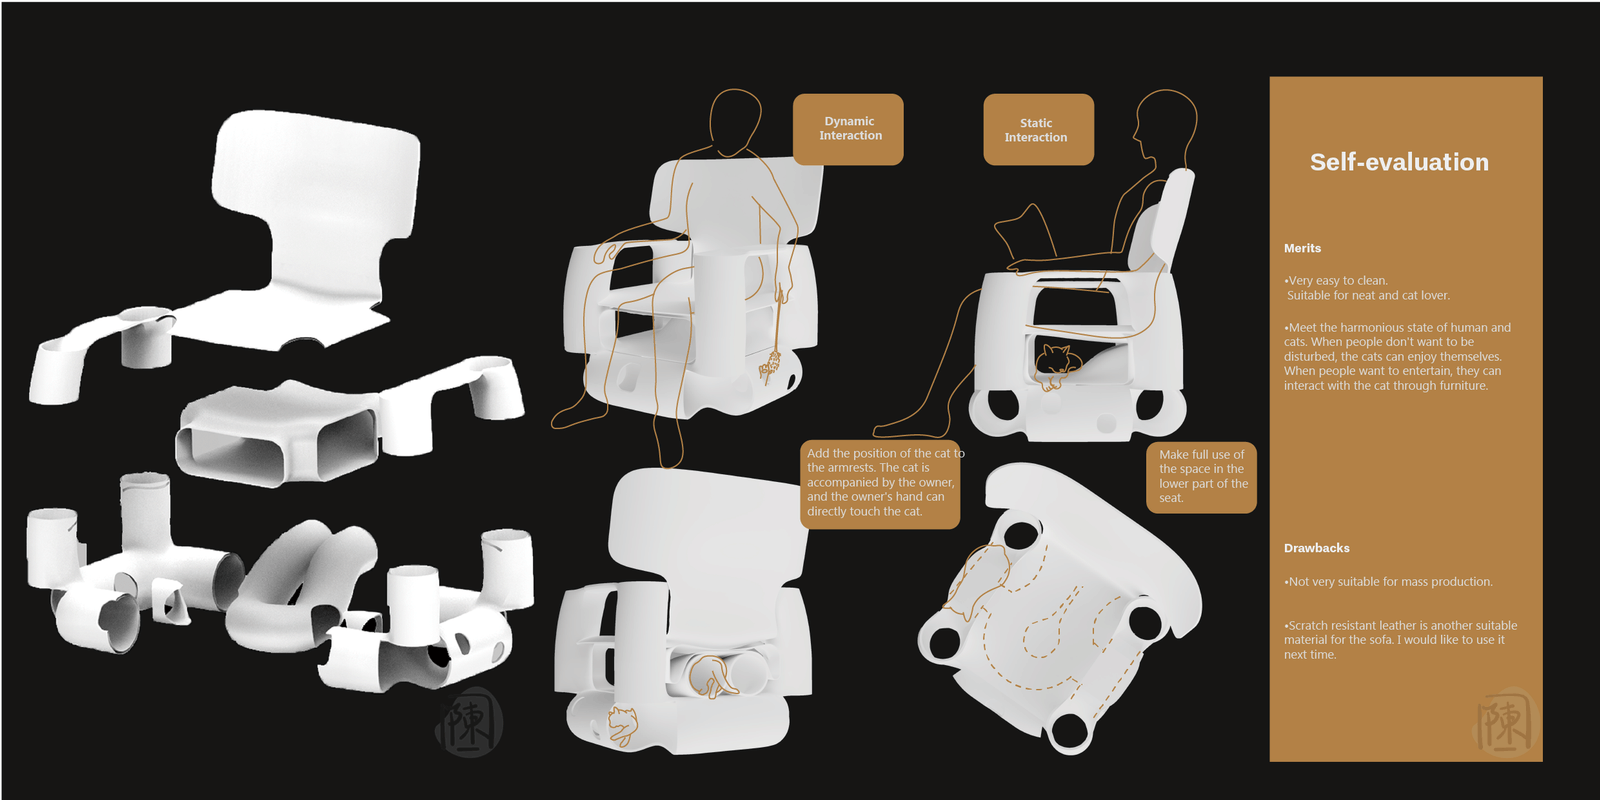 Dynamic
Interaction
Static
Interaction
Add the position of the cat to
the armrests. The cat is
accompanied by the owner,
and the owner's hand can
directly touch the cat.
Make full use of
the space in the
lower part of the
seat.
Self-evaluation
Merits
•Very easy to clean.
Suitable for neat and cat lover.
•Meet the harmonious state of human and
cats. When people don't want to be
disturbed, the cats can enjoy themselves.
When people want to entertain, they can
interact with the cat through furniture.
Drawbacks
•Not very suitable for mass production.
•Scratch resistant leather is another suitable
material for the sofa. I would like to use it
next time.
陳
陳